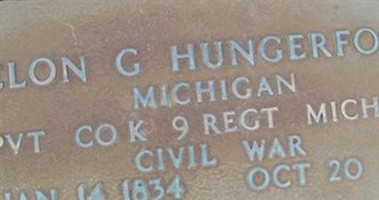 ELON G HUNGERFO
MICHIGAN
PVT CO K 9 REGT MICH
CIVIL WAR
JAN 14 1834 OCT 20